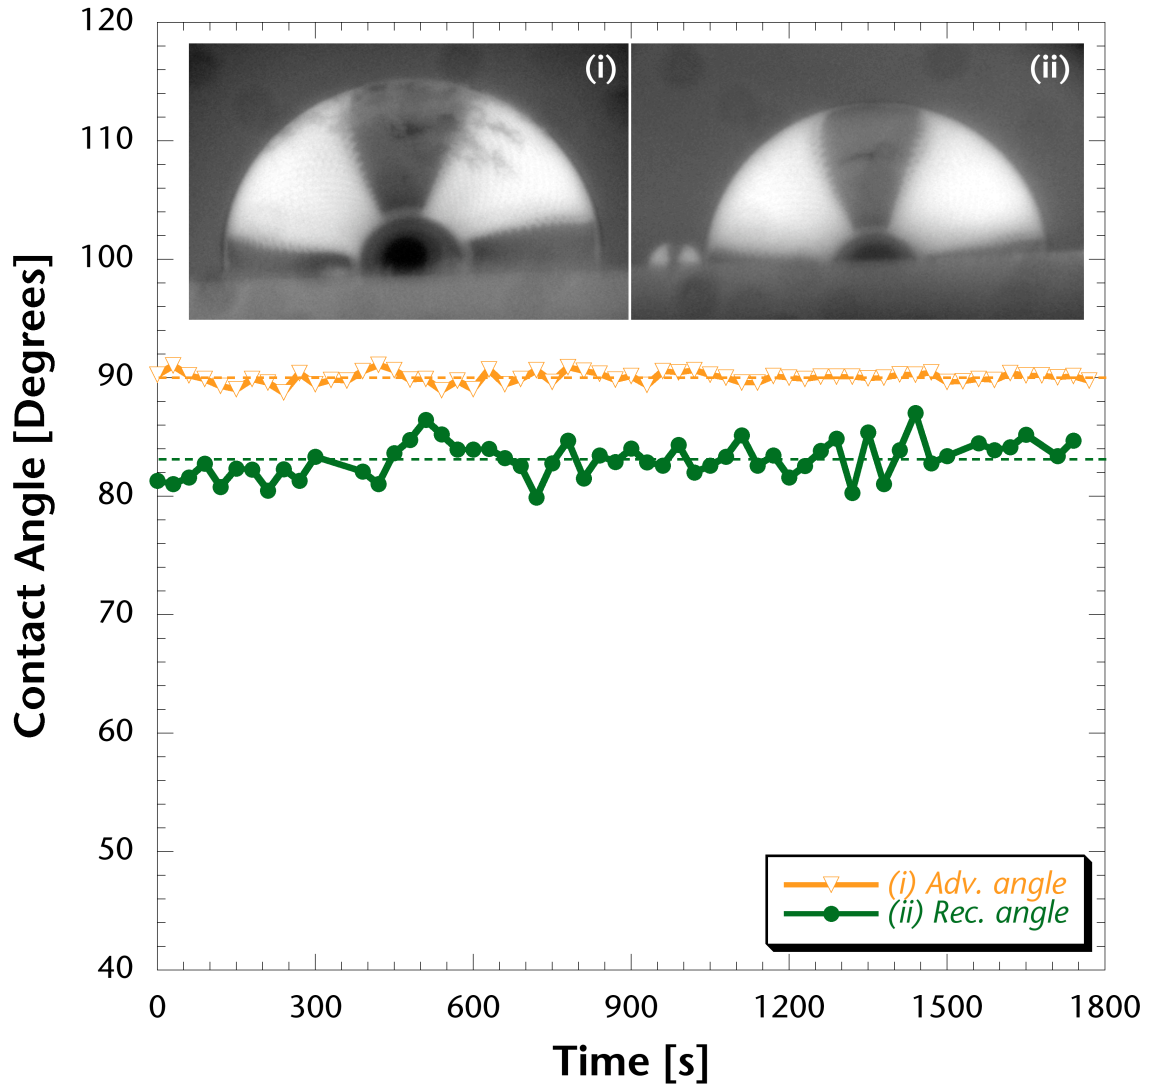 120
110
100
90
80
70
60
50
40
Contact Angle [Degrees]
(i)
(ii)
(i) Adv. angle
(ii) Rec. angle
0 300 600 900 1200 1500 1800
Time [s]